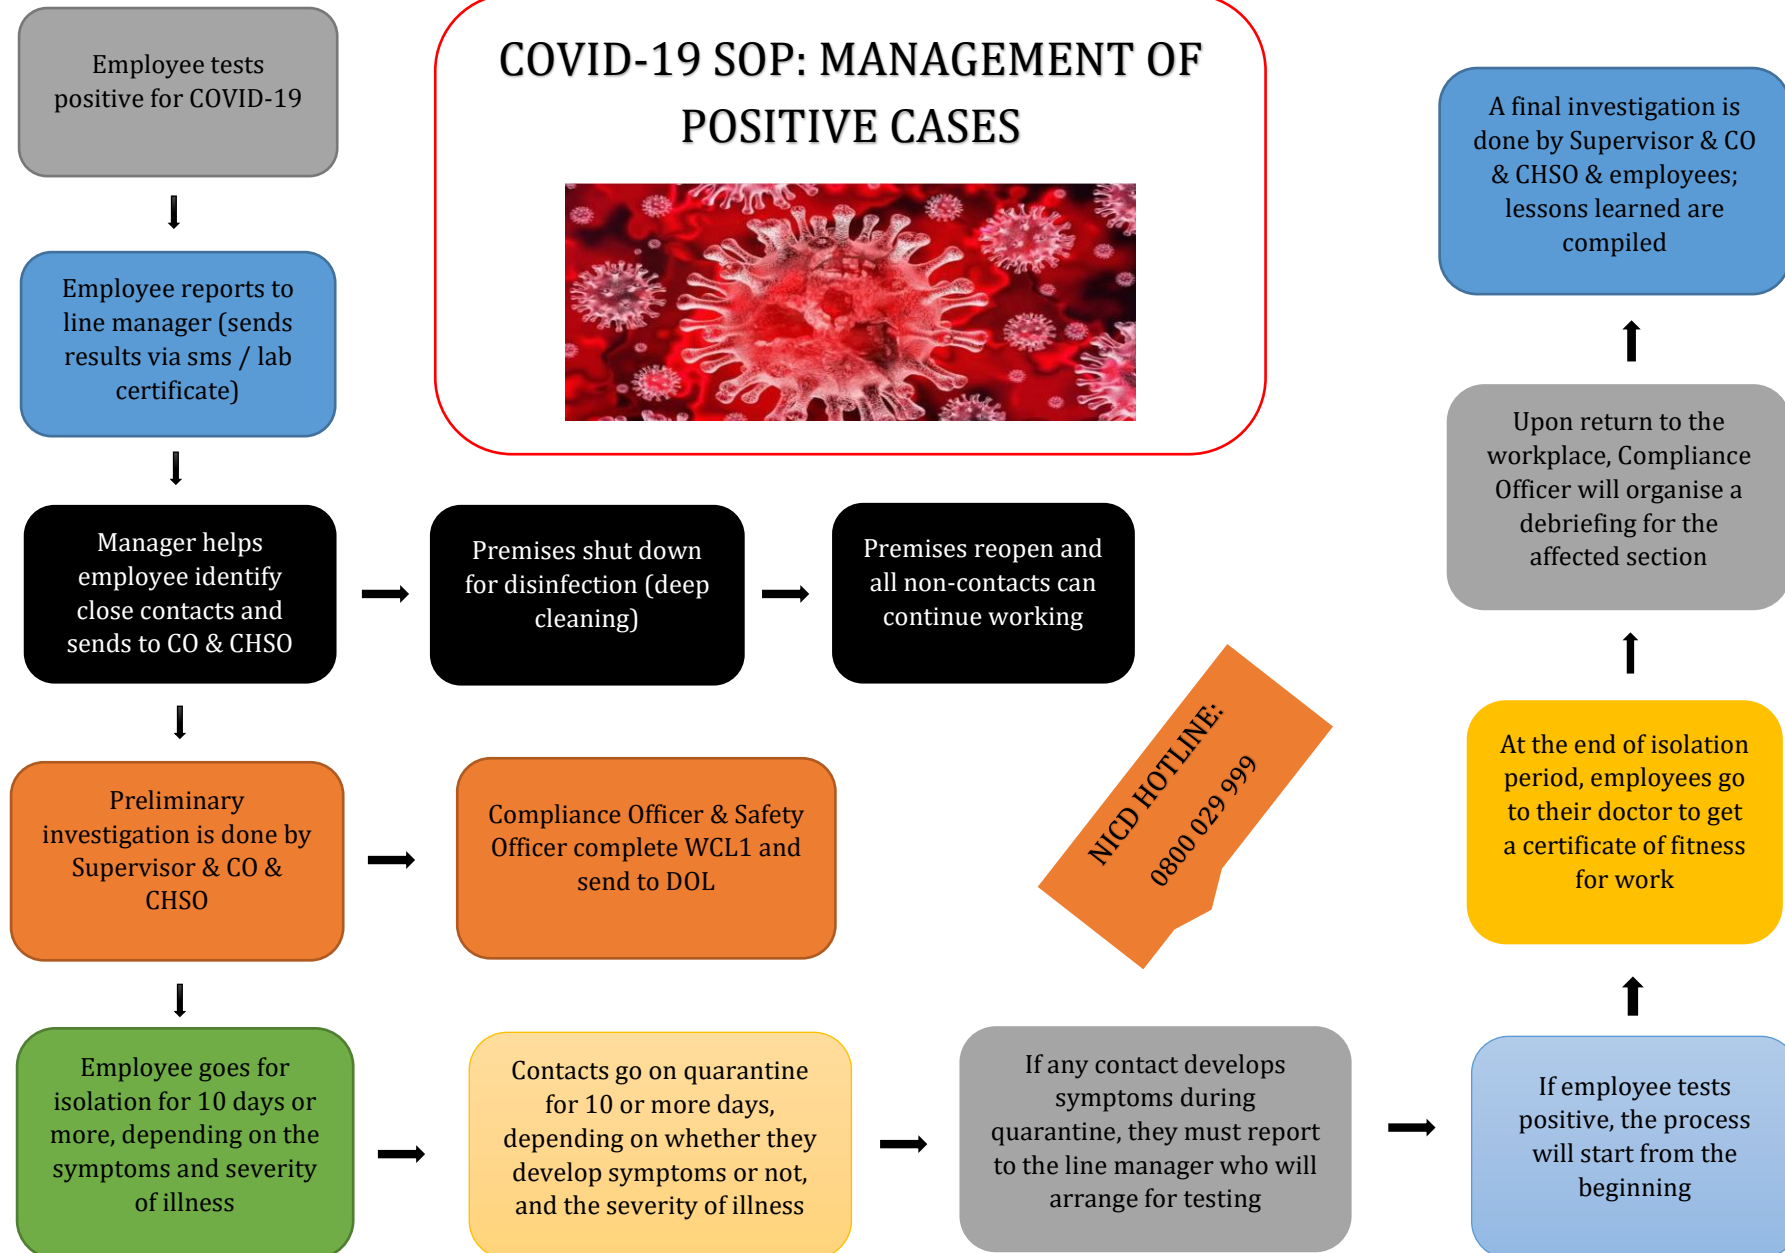 COVID-19 SOP: MANAGEMENT OF
POSITIVE CASES
Employee tests
positive for COVID-19
Employee reports to
line manager (sends
results via sms / lab
certificate)
Manager helps
employee identify
close contacts and
sends to CO & CHSO
Premises shut down
for disinfection (deep
cleaning)
Premises reopen and
all non-contacts can
continue working
Preliminary
investigation is done by
Supervisor & CO &
CHSO
Compliance Officer & Safety
Officer complete WCL1 and
send to DOL
NICD HOTLINE:
0800 029 999
Employee goes for
isolation for 10 days or
more, depending on the
symptoms and severity
of illness
Contacts go on quarantine
for 10 or more days,
depending on whether they
develop symptoms or not,
and the severity of illness
If any contact develops
symptoms during
quarantine, they must report
to the line manager who will
arrange for testing
If employee tests
positive, the process
will start from the
beginning
At the end of isolation
period, employees go
to their doctor to get
a certificate of fitness
for work
Upon return to the
workplace, Compliance
Officer will organise a
debriefing for the
affected section
A final investigation is
done by Supervisor & CO
& CHSO & employees;
lessons learned are
compiled